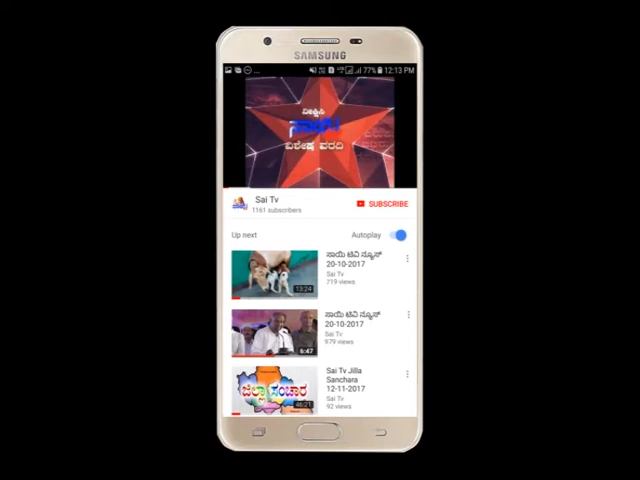 SAMSUNG
77% 12:13 PM
ವೀಕ್ಷಿಸಿ
ವಿಶೇಷ ವರದಿ
Sai Tv
1161 subscribers
SUBSCRIBE
Up next
Autoplay
ಸಾಯಿ ಟಿವಿ ನ್ಯೂಸ್
20-10-2017
Sai Tv
719 views
13:24
ಸಾಯಿ ಟಿವಿ ನ್ಯೂಸ್
20-10-2017
Sai Tv
979 views
6:47
Sai Tv Jilla
Sanchara
12-11-2017
Sai Tv
92 views
ಜಿಲ್ಲಾ ಸಂಚಾರ
46:21